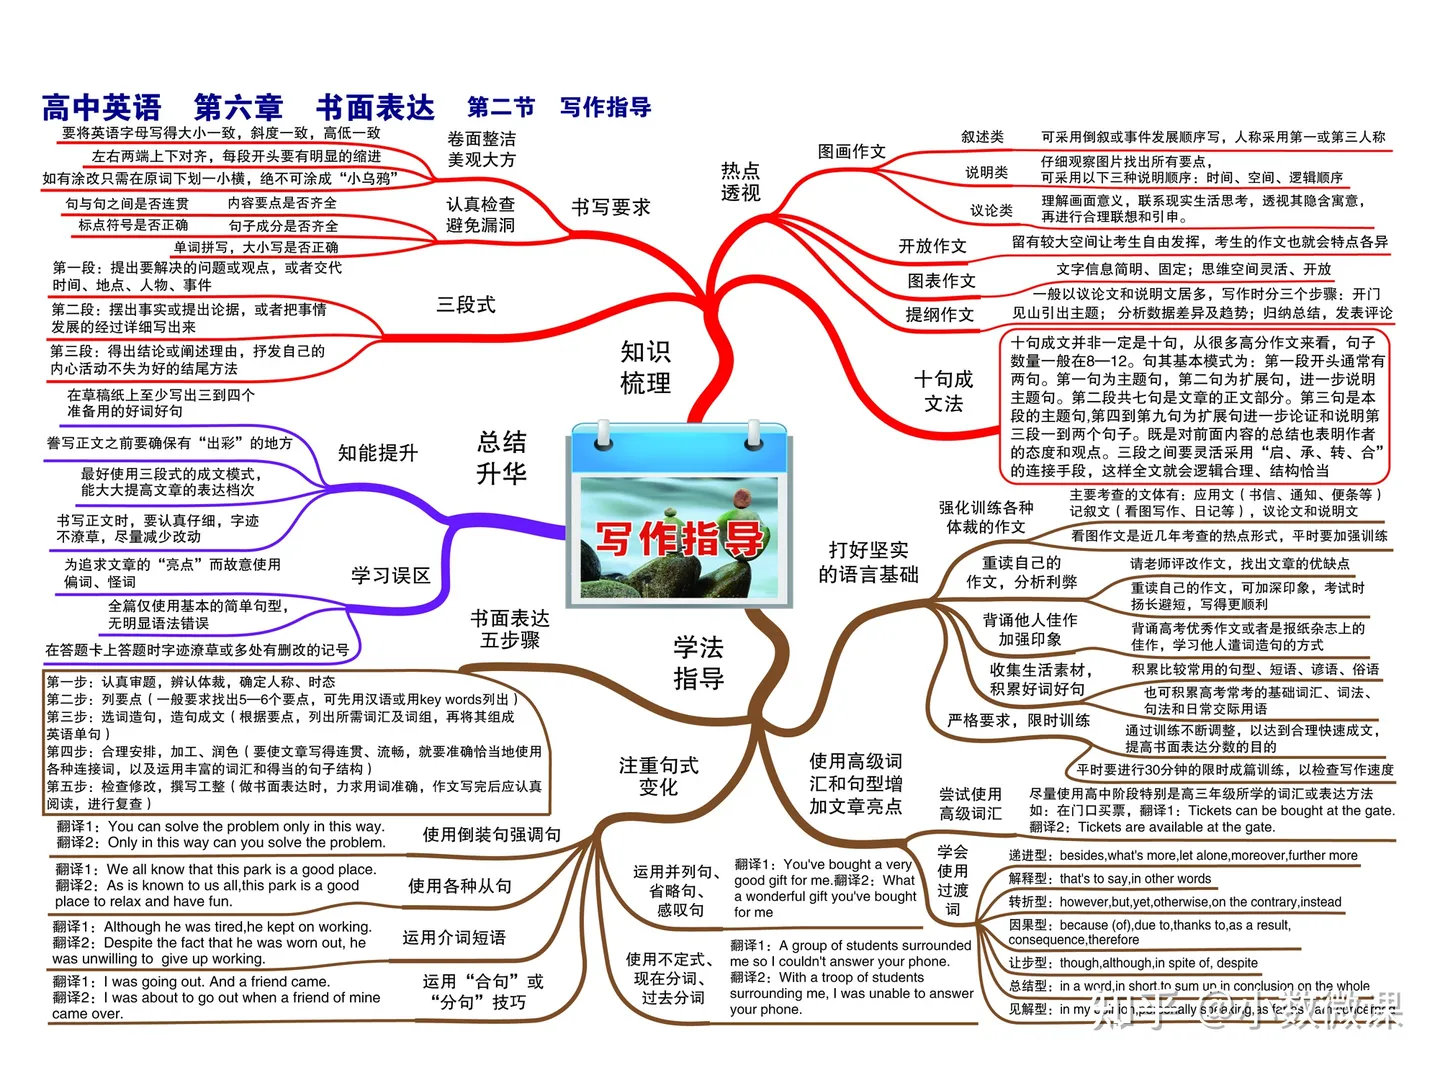 高中英语 第六章 书面表达 第二节 写作指导
写作指导
知识
梳理
书写要求
卷面整洁
美观大方
要将英语字母写得大小一致，斜度一致，高低一致
左右两端上下对齐，每段开头要有明显的缩进
如有涂改只需在原词下划一小横，绝不可涂成“小乌鸦”
认真检查
避免漏洞
句与句之间是否连贯 内容要点是否齐全
标点符号是否正确 句子成分是否齐全
单词拼写，大小写是否正确
三段式
第一段：提出要解决的问题或观点，或者交代
时间、地点、人物、事件
第二段：摆出事实或提出论据，或者把事情
发展的经过详细写出来
第三段：得出结论或阐述理由，抒发自己的
内心活动不失为好的结尾方法
热点
透视
图画作文
叙述类
可采用倒叙或事件发展顺序写，人称采用第一或第三人称
说明类
仔细观察图片找出所有要点，
可采用以下三种说明顺序：时间、空间、逻辑顺序
议论类
理解画面意义，联系现实生活思考，透视其隐含寓意，
再进行合理联想和引申。
开放作文
留有较大空间让考生自由发挥，考生的作文也就会特点各异
图表作文
文字信息简明、固定；思维空间灵活、开放
提纲作文
一般以议论文和说明文居多，写作时分三个步骤：开门
见山引出主题； 分析数据差异及趋势；归纳总结，发表评论
十句成
文法
十句成文并非一定是十句，从很多高分作文来看，句子
数量一般在8—12。句其基本模式为：第一段开头通常有
两句。第一句为主题句，第二句为扩展句，进一步说明
主题句。第二段共七句是文章的正文部分。第三句是本
段的主题句,第四到第九句为扩展句进一步论证和说明第
三段一到两个句子。既是对前面内容的总结也表明作者
的态度和观点。三段之间要灵活采用“启、承、转、合”
的连接手段，这样全文就会逻辑合理、结构恰当
总结
升华
知能提升
在草稿纸上至少写出三到四个
准备用的好词好句
誊写正文之前要确保有“出彩”的地方
最好使用三段式的成文模式，
能大大提高文章的表达档次
书写正文时，要认真仔细，字迹
不潦草，尽量减少改动
学习误区
为追求文章的“亮点”而故意使用
偏词、怪词
全篇仅使用基本的简单句型，
无明显语法错误
在答题卡上答题时字迹潦草或多处有删改的记号
学法
指导
书面表达
五步骤
第一步：认真审题，辨认体裁，确定人称、时态
第二步：列要点（一般要求找出5—6个要点，可先用汉语或用key words列出）
第三步：选词造句，造句成文（根据要点，列出所需词汇及词组，再将其组成
英语单句）
第四步：合理安排，加工、润色（要使文章写得连贯、流畅，就要准确恰当地使用
各种连接词，以及运用丰富的词汇和得当的句子结构）
第五步：检查修改，撰写工整（做书面表达时，力求用词准确，作文写完后应认真
阅读，进行复查）
打好坚实
的语言基础
强化训练各种
体裁的作文
主要考查的文体有：应用文（书信、通知、便条等）
记叙文（看图写作、日记等），议论文和说明文
看图作文是近几年考查的热点形式，平时要加强训练
重读自己的
作文，分析利弊
请老师评改作文，找出文章的优缺点
重读自己的作文，可加深印象，考试时
扬长避短，写得更顺利
背诵他人佳作
加强印象
背诵高考优秀作文或者是报纸杂志上的
佳作，学习他人遣词造句的方式
收集生活素材，
积累好词好句
积累比较常用的句型、短语、谚语、俗语
也可积累高考常考的基础词汇、词法、
句法和日常交际用语
严格要求，限时训练
通过训练不断调整，以达到合理快速成文，
提高书面表达分数的目的
平时要进行30分钟的限时成篇训练，以检查写作速度
注重句式
变化
使用倒装句强调句
翻译1：You can solve the problem only in this way.
翻译2：Only in this way can you solve the problem.
使用各种从句
翻译1：We all know that this park is a good place.
翻译2：As is known to us all,this park is a good
place to relax and have fun.
运用介词短语
翻译1：Although he was tired,he kept on working.
翻译2：Despite the fact that he was worn out, he
was unwilling to give up working.
运用“合句”或
“分句”技巧
翻译1：I was going out. And a friend came.
翻译2：I was about to go out when a friend of mine
came over.
运用并列句、
省略句、
感叹句
翻译1：You've bought a very
good gift for me.翻译2：What
a wonderful gift you've bought
for me
使用不定式、
现在分词、
过去分词
翻译1：A group of students surrounded
me so I couldn't answer your phone.
翻译2：With a troop of students
surrounding me, I was unable to answer
your phone.
使用高级词
汇和句型增
加文章亮点
尝试使用
高级词汇
尽量使用高中阶段特别是高三年级所学的词汇或表达方法
如：在门口买票，翻译1：Tickets can be bought at the gate.
翻译2：Tickets are available at the gate.
学会
使用
过渡
词
递进型：besides,what's more,let alone,moreover,further more
解释型：that's to say,in other words
转折型：however,but,yet,otherwise,on the contrary,instead
因果型：because (of),due to,thanks to,as a result,
consequence,therefore
让步型：though,although,in spite of, despite
总结型：in a word,in short,to sum up,in conclusion,on the whole
见解型：in my opinion,personally speaking,as far as I am concerned
知乎 @小数微课